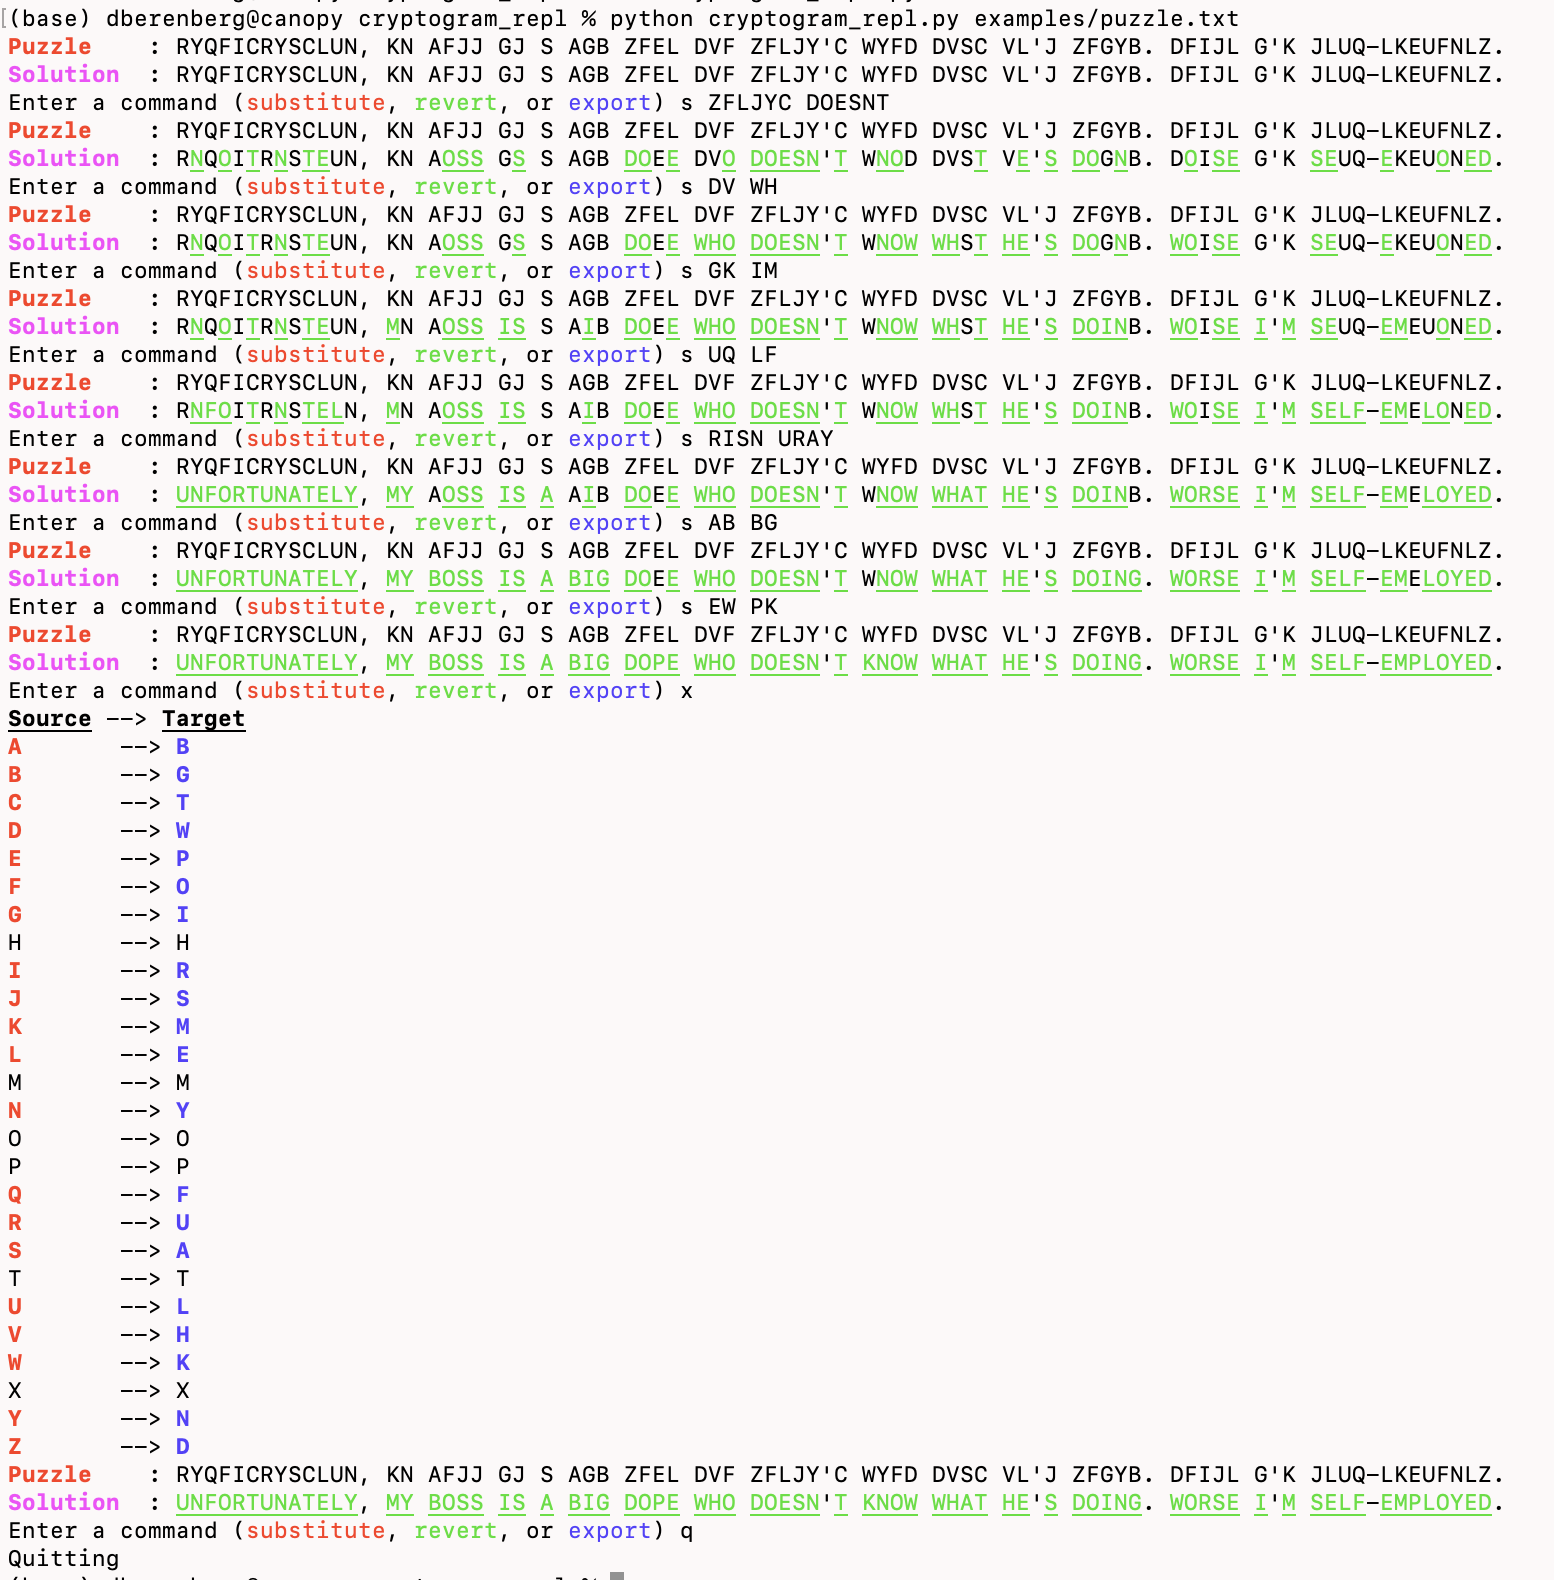 (base) dberenberg@canopy cryptogram_repl % python cryptogram_repl.py examples/puzzle.txt
Puzzle    : RYQFICRYSCLUN, KN AFJJ GJ S AGB ZFEL DVF ZFLJY'C WYFD DVSC VL'J ZFGYB. DFIJL G'K JLUQ-LKEUFNLZ.
Solution  : RYQFICRYSCLUN, KN AFJJ GJ S AGB ZFEL DVF ZFLJY'C WYFD DVSC VL'J ZFGYB. DFIJL G'K JLUQ-LKEUFNLZ.
Enter a command (substitute, revert, or export) s ZFLJYC DOESNT
Puzzle    : RYQFICRYSCLUN, KN AFJJ GJ S AGB ZFEL DVF ZFLJY'C WYFD DVSC VL'J ZFGYB. DFIJL G'K JLUQ-LKEUFNLZ.
Solution  : RNQOITRNSTEUN, KN AOSS GS S AGB DOEE DVO DOESN'T WNOD DVST VE'S DOGNB. DOISE G'K SEUQ-EKEUONED.
Enter a command (substitute, revert, or export) s DV WH
Puzzle    : RYQFICRYSCLUN, KN AFJJ GJ S AGB ZFEL DVF ZFLJY'C WYFD DVSC VL'J ZFGYB. DFIJL G'K JLUQ-LKEUFNLZ.
Solution  : RNQOITRNSTEUN, KN AOSS GS S AGB DOEE WHO DOESN'T WNOW WHST HE'S DOGNB. WOISE G'K SEUQ-EKEUONED.
Enter a command (substitute, revert, or export) s GK IM
Puzzle    : RYQFICRYSCLUN, KN AFJJ GJ S AGB ZFEL DVF ZFLJY'C WYFD DVSC VL'J ZFGYB. DFIJL G'K JLUQ-LKEUFNLZ.
Solution  : RNQOITRNSTEUN, MN AOSS IS S AIB DOEE WHO DOESN'T WNOW WHST HE'S DOINB. WOISE I'M SEUQ-EMEUONED.
Enter a command (substitute, revert, or export) s UQ LF
Puzzle    : RYQFICRYSCLUN, KN AFJJ GJ S AGB ZFEL DVF ZFLJY'C WYFD DVSC VL'J ZFGYB. DFIJL G'K JLUQ-LKEUFNLZ.
Solution  : RNFOITRNSTELN, MN AOSS IS S AIB DOEE WHO DOESN'T WNOW WHST HE'S DOINB. WOISE I'M SELF-EMELONED.
Enter a command (substitute, revert, or export) s RISN URAY
Puzzle    : RYQFICRYSCLUN, KN AFJJ GJ S AGB ZFEL DVF ZFLJY'C WYFD DVSC VL'J ZFGYB. DFIJL G'K JLUQ-LKEUFNLZ.
Solution  : UNFORTUNATELY, MY AOSS IS A AIB DOEE WHO DOESN'T WNOW WHAT HE'S DOINB. WORSE I'M SELF-EMELOYED.
Enter a command (substitute, revert, or export) s AB BG
Puzzle    : RYQFICRYSCLUN, KN AFJJ GJ S AGB ZFEL DVF ZFLJY'C WYFD DVSC VL'J ZFGYB. DFIJL G'K JLUQ-LKEUFNLZ.
Solution  : UNFORTUNATELY, MY BOSS IS A BIG DOEE WHO DOESN'T WNOW WHAT HE'S DOING. WORSE I'M SELF-EMELOYED.
Enter a command (substitute, revert, or export) s EW PK
Puzzle    : RYQFICRYSCLUN, KN AFJJ GJ S AGB ZFEL DVF ZFLJY'C WYFD DVSC VL'J ZFGYB. DFIJL G'K JLUQ-LKEUFNLZ.
Solution  : UNFORTUNATELY, MY BOSS IS A BIG DOPE WHO DOESN'T KNOW WHAT HE'S DOING. WORSE I'M SELF-EMPLOYED.
Enter a command (substitute, revert, or export) x
Source --> Target
A       --> B
B       --> G
C       --> T
D       --> W
E       --> P
F       --> O
G       --> I
H       --> H
I       --> R
J       --> S
K       --> M
L       --> E
M       --> M
N       --> Y
O       --> O
P       --> P
Q       --> F
R       --> U
S       --> A
T       --> T
U       --> L
V       --> H
W       --> K
X       --> X
Y       --> N
Z       --> D
Puzzle    : RYQFICRYSCLUN, KN AFJJ GJ S AGB ZFEL DVF ZFLJY'C WYFD DVSC VL'J ZFGYB. DFIJL G'K JLUQ-LKEUFNLZ.
Solution  : UNFORTUNATELY, MY BOSS IS A BIG DOPE WHO DOESN'T KNOW WHAT HE'S DOING. WORSE I'M SELF-EMPLOYED.
Enter a command (substitute, revert, or export) q
Quitting